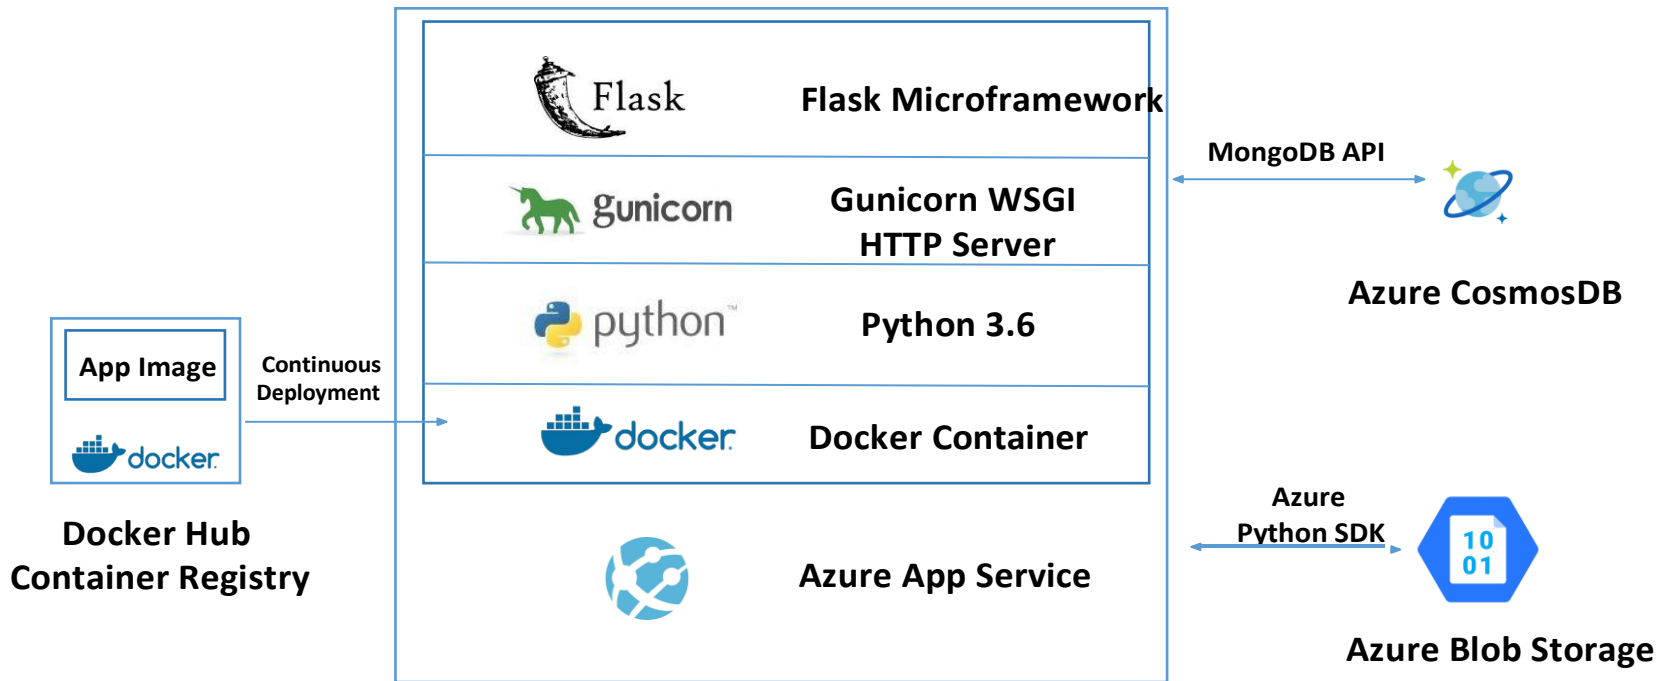 Flask
Flask Microframework
gunicorn
Gunicorn WSGI
HTTP Server
python™
Python 3.6
docker
Docker Container
Azure App Service
App Image
docker
Docker Hub
Container Registry
Continuous
Deployment
MongoDB API
Azure CosmosDB
Azure
Python SDK
10
01
Azure Blob Storage